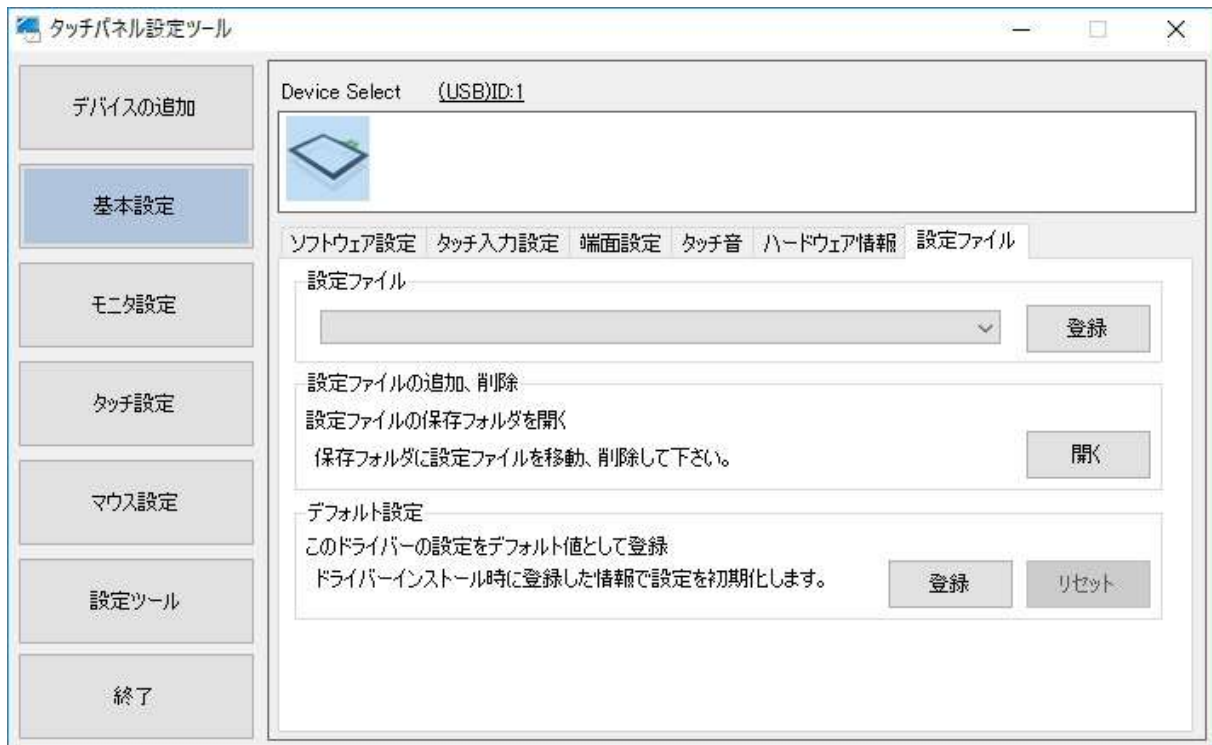 タッチパネル設定ツール
デバイスの追加
基本設定
モニタ設定
タッチ設定
マウス設定
設定ツール
終了
Device Select (USB)ID:1
ソフトウェア設定 タッチ入力設定 端面設定 タッチ音 ハードウェア情報 設定ファイル
設定ファイル
登録
設定ファイルの追加、削除
設定ファイルの保存フォルダを開く
保存フォルダに設定ファイルを移動、削除して下さい。
開く
デフォルト設定
このドライバーの設定をデフォルト値として登録
ドライバーインストール時に登録した情報で設定を初期化します。
登録 リセット